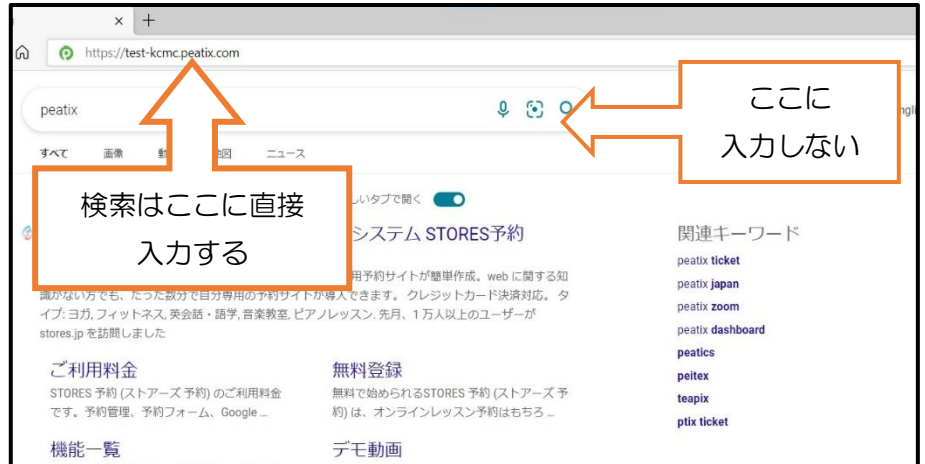 https://test-kcmc.peatix.com
peatix
ここに
入力しない
すべて 画像 ニュース
検索はここに直接
入力する
しいタブで開く
システム STORES予約
関連キーワード
用予約サイトが簡単作成。web に関する知
識がない方でも、たった数分で自分専用の予約サイトが導入できます。 クレジットカード決済対応。 タ
イプ: ヨガ, フィットネス, 英会話・語学, 音楽教室, ピアノレッスン. 先月、1 万人以上のユーザーが
stores.jp を訪問しました
peatix ticket
peatix japan
peatix zoom
peatix dashboard
peatics
peitex
teapix
ptix ticket
ご利用料金
STORES 予約 (ストアーズ 予約) のご利用料金
です。予約管理、予約フォーム、Google ...
無料登録
無料で始められるSTORES 予約 (ストアーズ 予
約) は、オンラインレッスン予約はもちろ ...
機能一覧
デモ動画